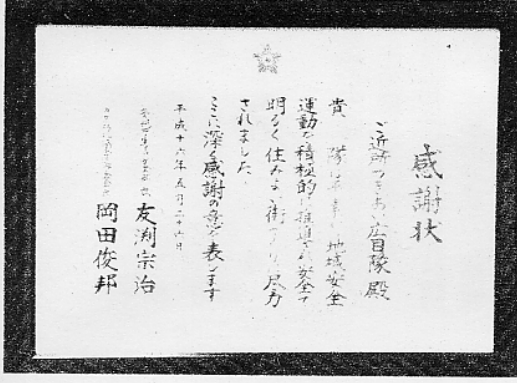 感謝状
ご近所つきあい広目隊 殿
貴 隊は 地域安全
運動を積極的に推進され安全で
明るく住みよい街づくりに尽力
されました
ここに深く感謝の意を表します
平成十六年五月二十六日
友渕宗治
岡田俊邦